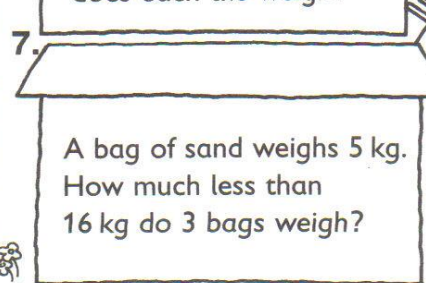 7.
A bag of sand weighs 5 kg.
How much less than
16 kg do 3 bags weigh?